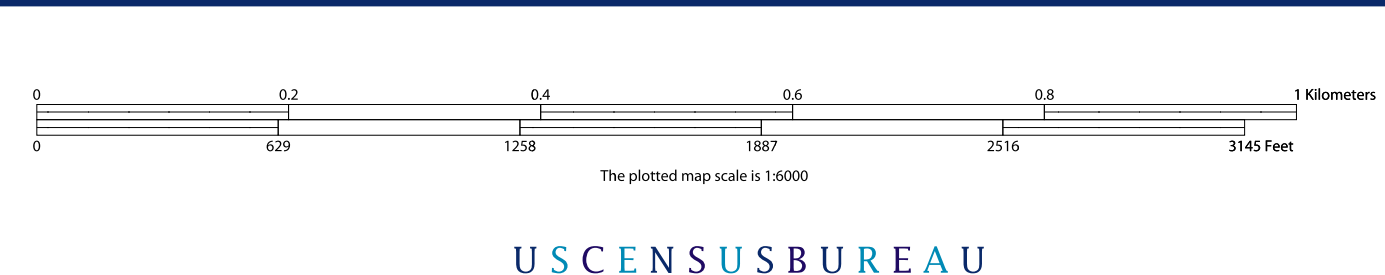 0 0.2 0.4 0.6 0.8 1 Kilometers
0 629 1258 1887 2516 3145 Feet
The plotted map scale is 1:6000
USCENSUSBUREAU